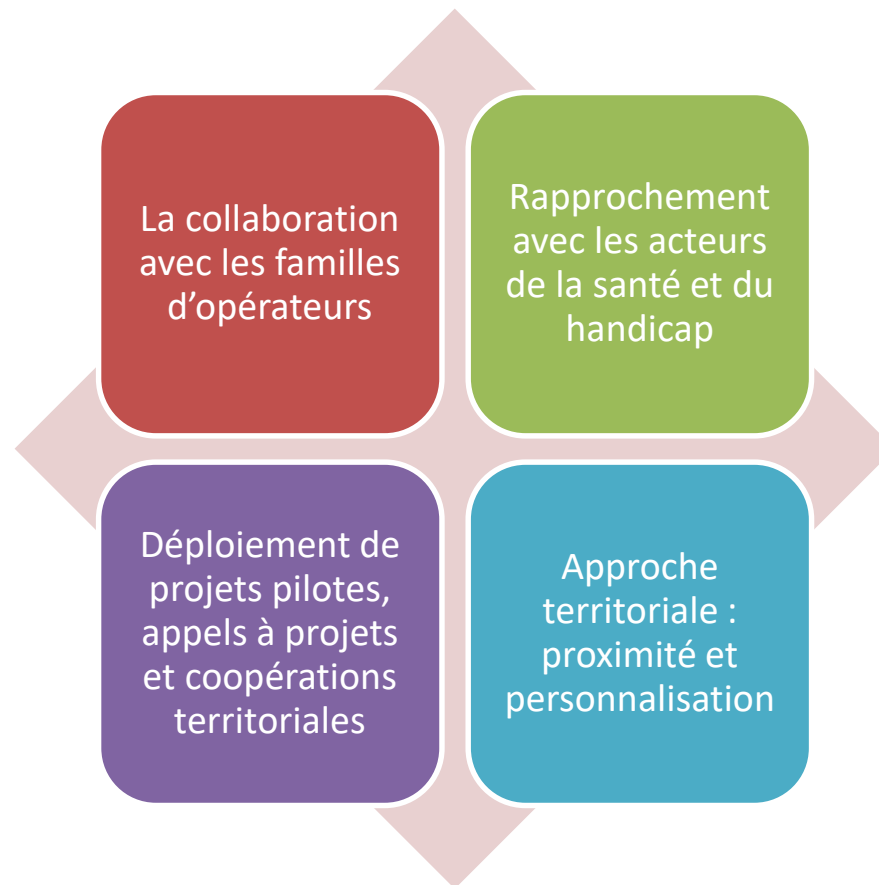 La collaboration
avec les familles
d’opérateurs
Rapprochement
avec les acteurs
de la santé et du
handicap
Déploiement de
projets pilotes,
appels à projets
et coopérations
territoriales
Approche
territoriale :
proximité et
personnalisation